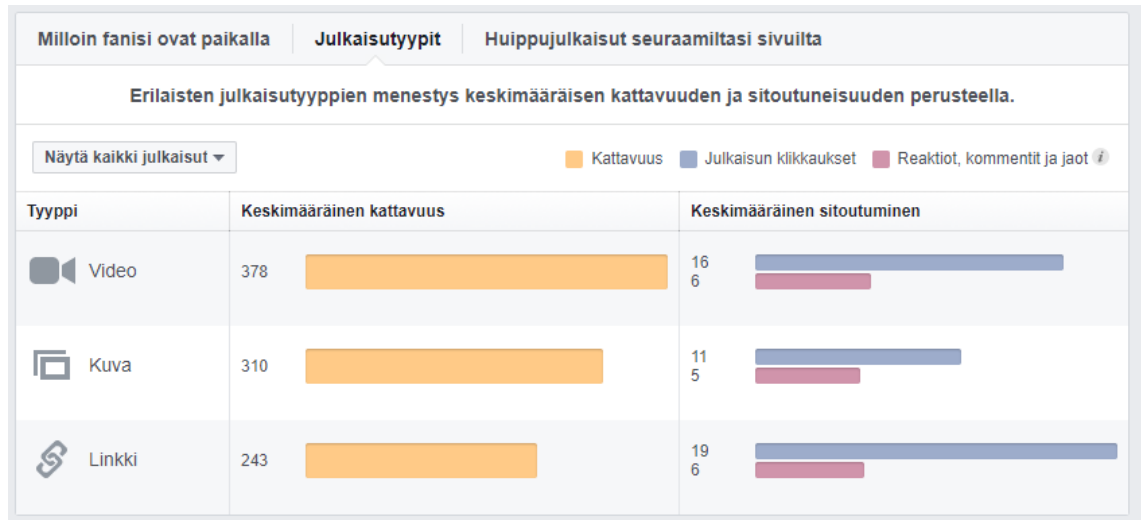 Milloin fanisi ovat paikalla Julkaisutyypit Huippujulkaisut seuraamiltasi sivuilta
Erilaisten julkaisutyyppien menestys keskimääräisen kattavuuden ja sitoutuneisuuden perusteella.
Näytä kaikki julkaisut Kattavuus Julkaisun klikkaukset Reaktiot, kommentit ja jaot i
Tyyppi Keskimääräinen kattavuus Keskimääräinen sitoutuminen
Video 378 16
6
Kuva 310 11
5
Linkki 243 19
6